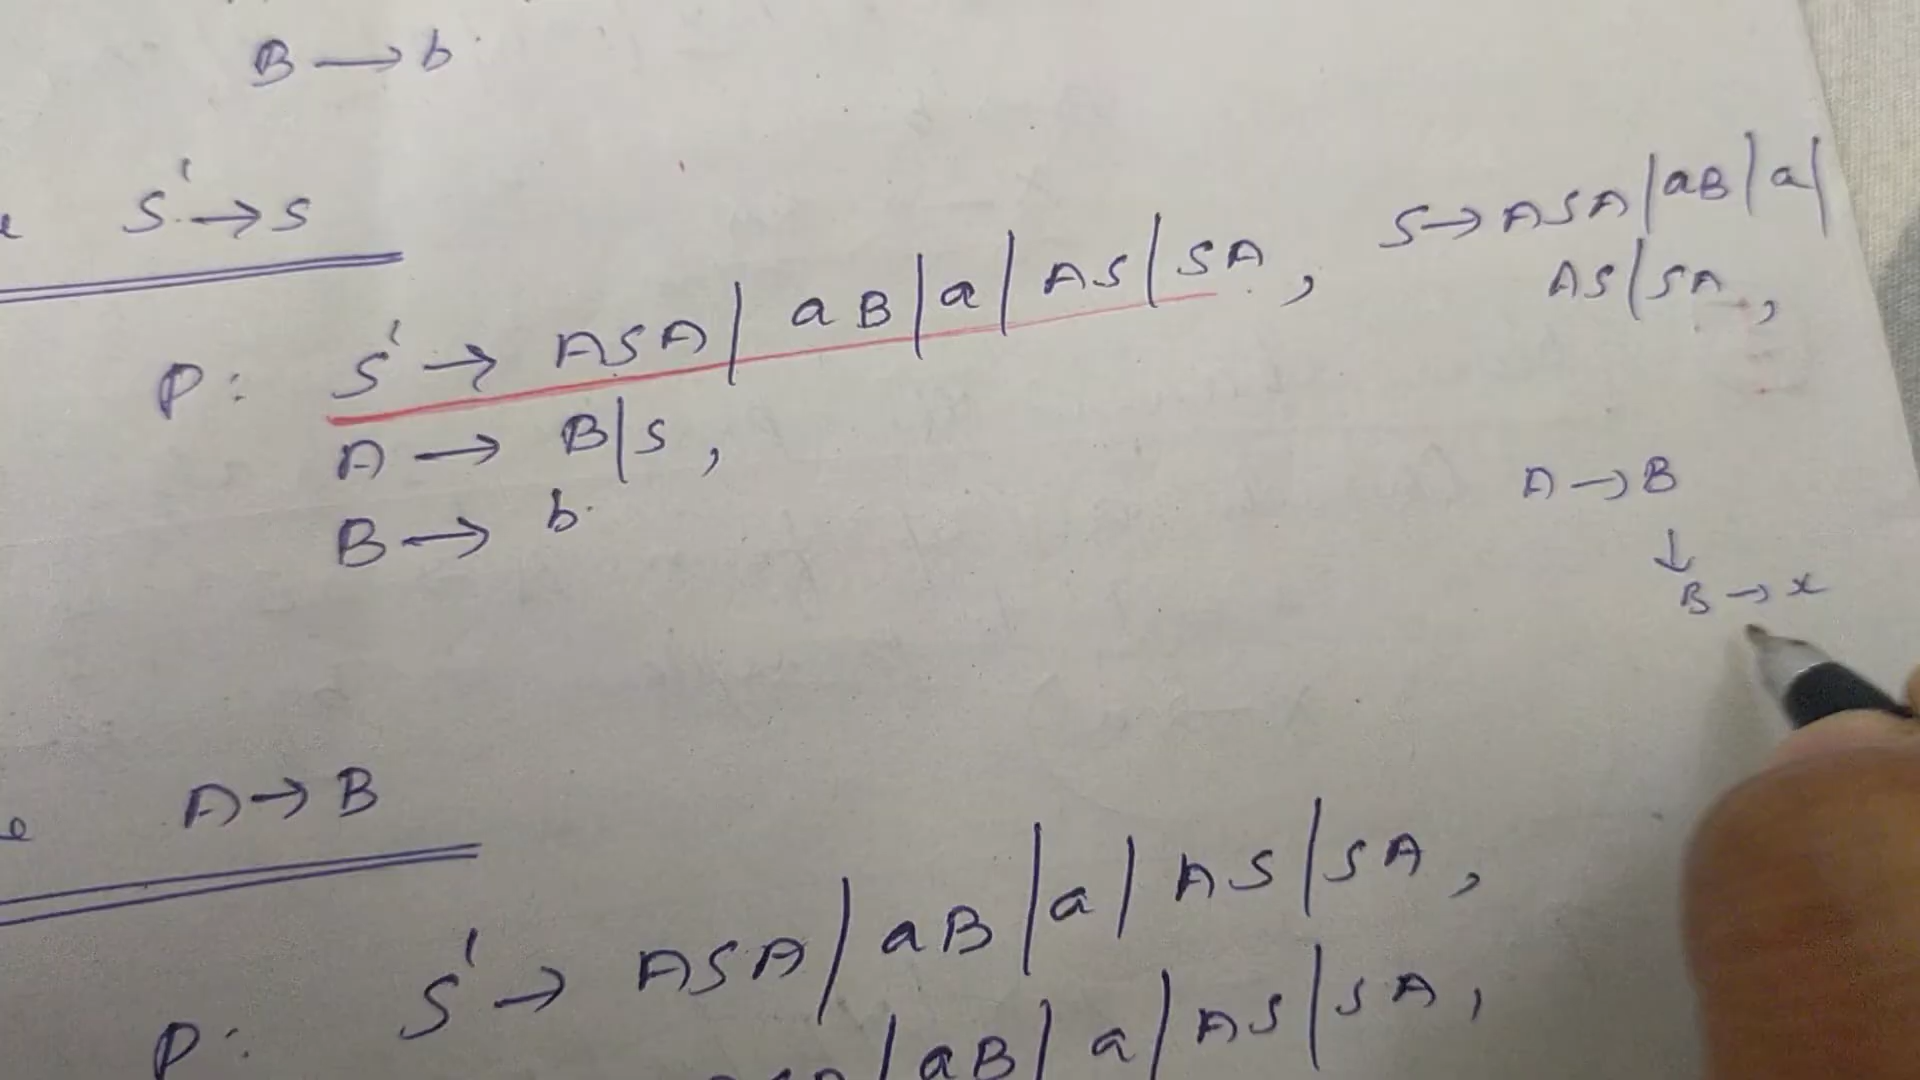 B → b.
S' → S
P: S' → ASA | aB | a | AS | SA , S → ASA | aB | a |
AS | SA ,
A → B | S ,
B → b.
A → B
↓
B → x
A → B
P: S' → ASA | aB | a | AS | SA ,
| aB | a | AS | SA ,